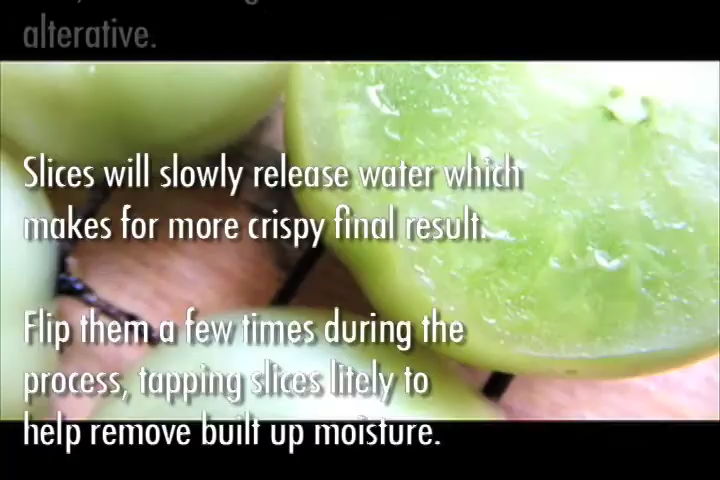 alterative.
Slices will slowly release water which
makes for more crispy final result.
Flip them a few times during the
process, tapping slices litely to
help remove built up moisture.